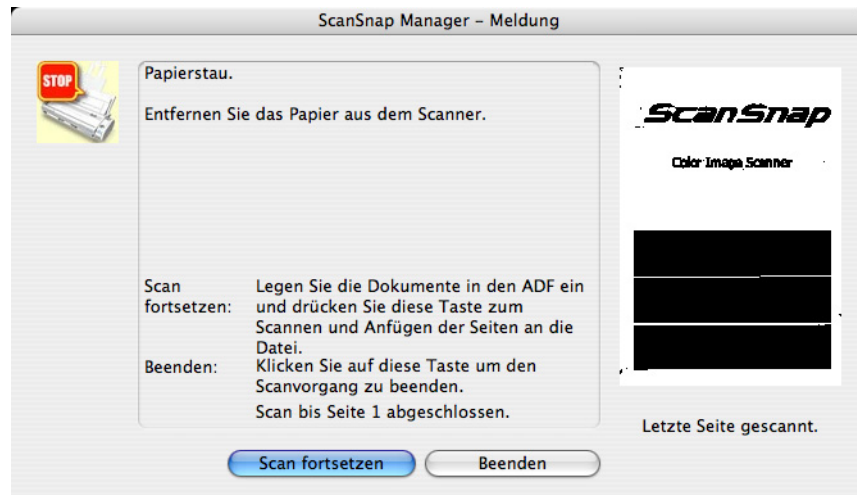 ScanSnap Manager – Meldung
STOP
Papierstau.
Entfernen Sie das Papier aus dem Scanner.
Scan fortsetzen:
Legen Sie die Dokumente in den ADF ein
und drücken Sie diese Taste zum
Scannen und Anfügen der Seiten an die
Datei.
Beenden:
Klicken Sie auf diese Taste um den
Scanvorgang zu beenden.
Scan bis Seite 1 abgeschlossen.
ScanSnap
Color Image Scanner
Letzte Seite gescannt.
Scan fortsetzen
Beenden